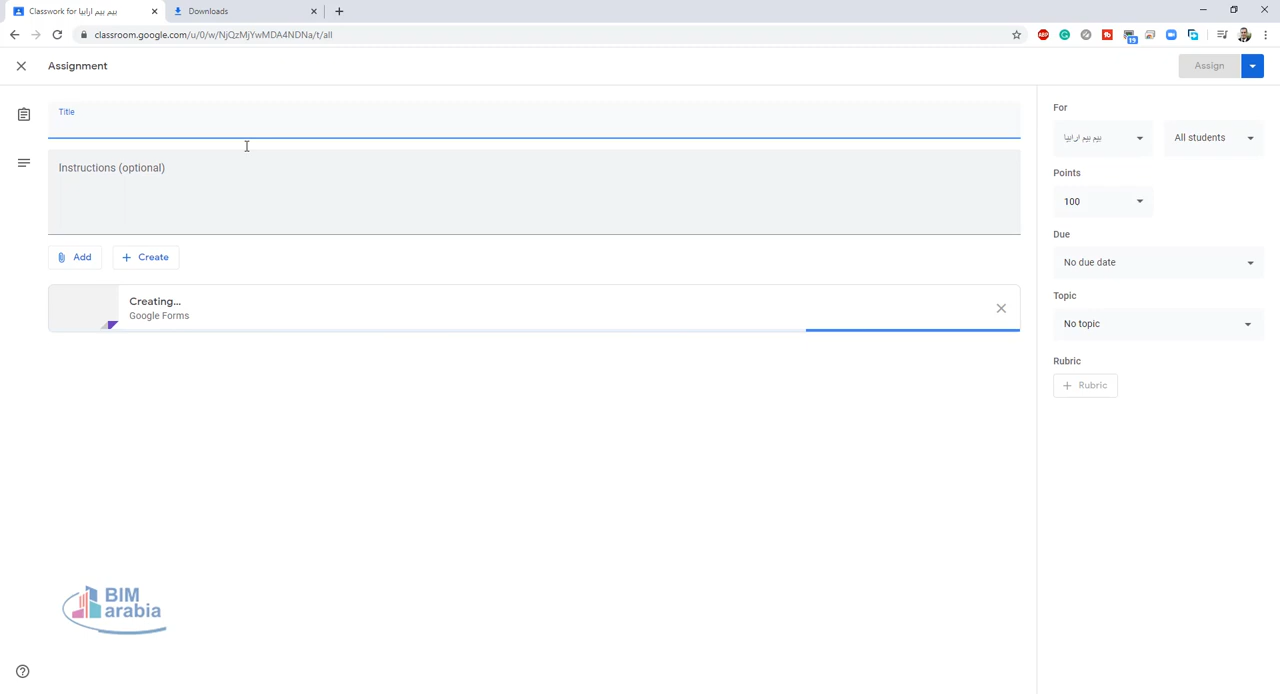 Classwork for بيم بيم ارابيا
Downloads
classroom.google.com/u/0/w/NjQzMjYwMDA4NDNa/t/all
ABP
19
Assignment
Assign
Title
Instructions (optional)
Add
Create
Creating...
Google Forms
For
بيم بيم ارابيا
All students
Points
100
Due
No due date
Topic
No topic
Rubric
Rubric
BIM
arabia